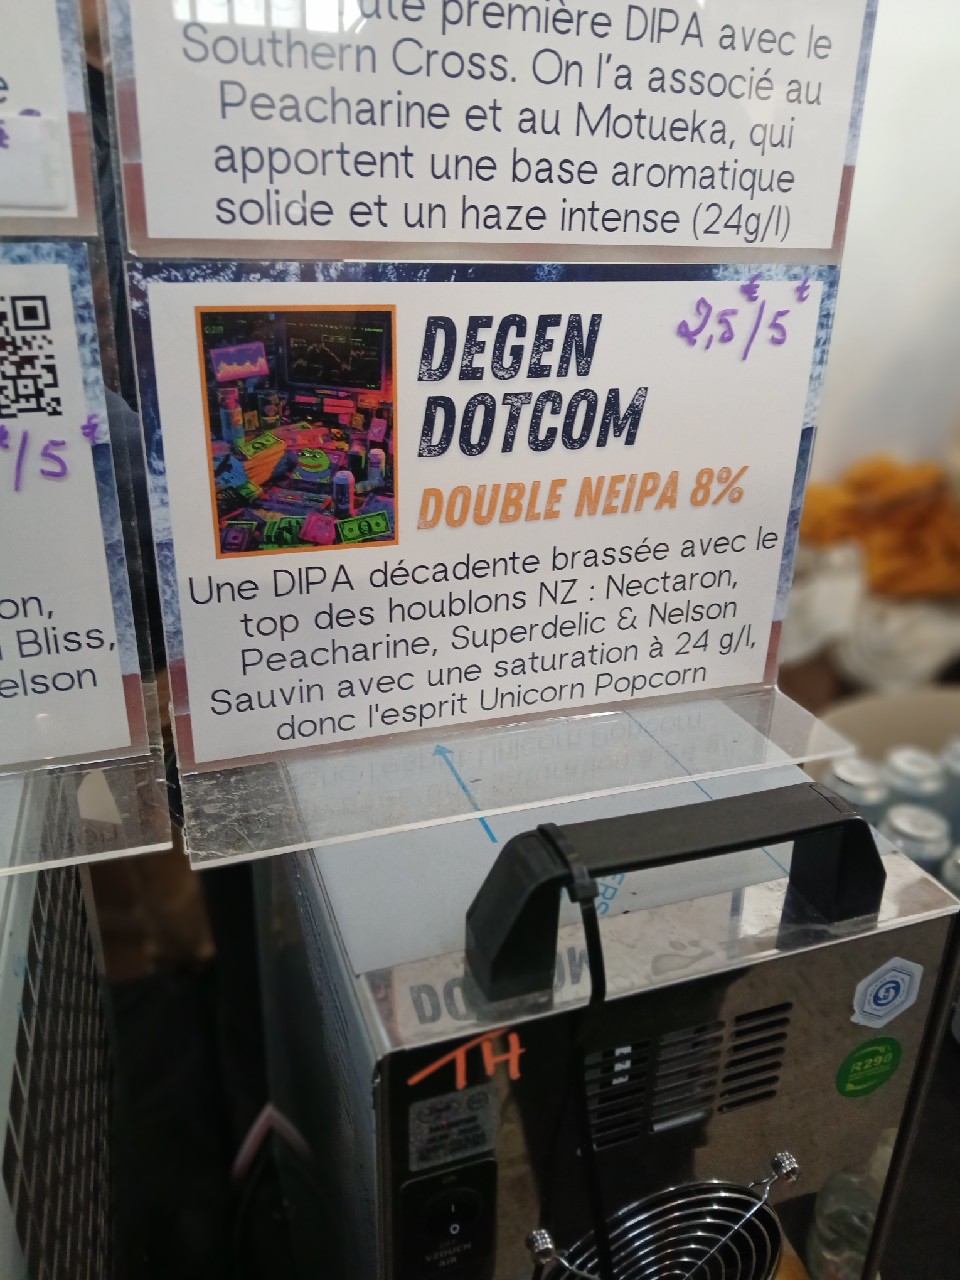 première DIPA avec le
Southern Cross. On l'a associé au
Peacharine et au Motueka, qui
apportent une base aromatique
solide et un haze intense (24g/l)
2,5€/5€
DEGEN
DOTCOM
DOUBLE NEIPA 8%
Une DIPA décadente brassée avec le
top des houblons NZ : Nectaron,
Peacharine, Superdelic & Nelson
Sauvin avec une saturation à 24 g/l,
donc l'esprit Unicorn Popcorn
/5€
on,
Bliss,
elson
TH
R290
VZDUCH
AIR